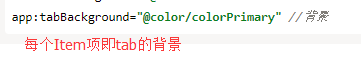 app:tabBackground="@color/colorPrimary" //背景
每个Item项即tab的背景